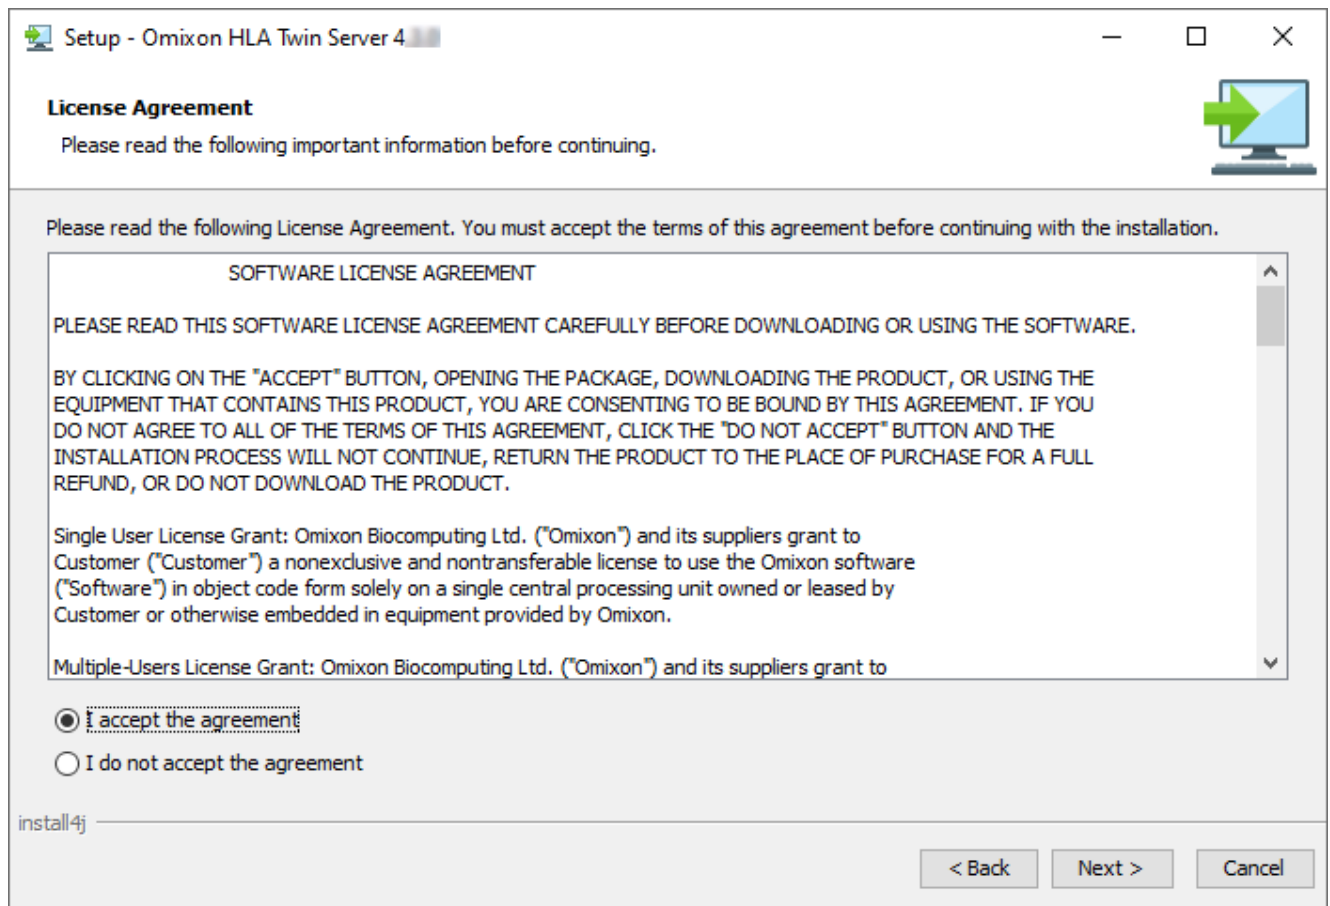 Setup - Omixon HLA Twin Server 4
License Agreement
Please read the following important information before continuing.
Please read the following License Agreement. You must accept the terms of this agreement before continuing with the installation.
SOFTWARE LICENSE AGREEMENT
PLEASE READ THIS SOFTWARE LICENSE AGREEMENT CAREFULLY BEFORE DOWNLOADING OR USING THE SOFTWARE.
BY CLICKING ON THE "ACCEPT" BUTTON, OPENING THE PACKAGE, DOWNLOADING THE PRODUCT, OR USING THE
EQUIPMENT THAT CONTAINS THIS PRODUCT, YOU ARE CONSENTING TO BE BOUND BY THIS AGREEMENT. IF YOU
DO NOT AGREE TO ALL OF THE TERMS OF THIS AGREEMENT, CLICK THE "DO NOT ACCEPT" BUTTON AND THE
INSTALLATION PROCESS WILL NOT CONTINUE, RETURN THE PRODUCT TO THE PLACE OF PURCHASE FOR A FULL
REFUND, OR DO NOT DOWNLOAD THE PRODUCT.
Single User License Grant: Omixon Biocomputing Ltd. ("Omixon") and its suppliers grant to
Customer ("Customer") a nonexclusive and nontransferable license to use the Omixon software
("Software") in object code form solely on a single central processing unit owned or leased by
Customer or otherwise embedded in equipment provided by Omixon.
Multiple-Users License Grant: Omixon Biocomputing Ltd. ("Omixon") and its suppliers grant to
I accept the agreement
I do not accept the agreement
install4j
< Back
Next >
Cancel